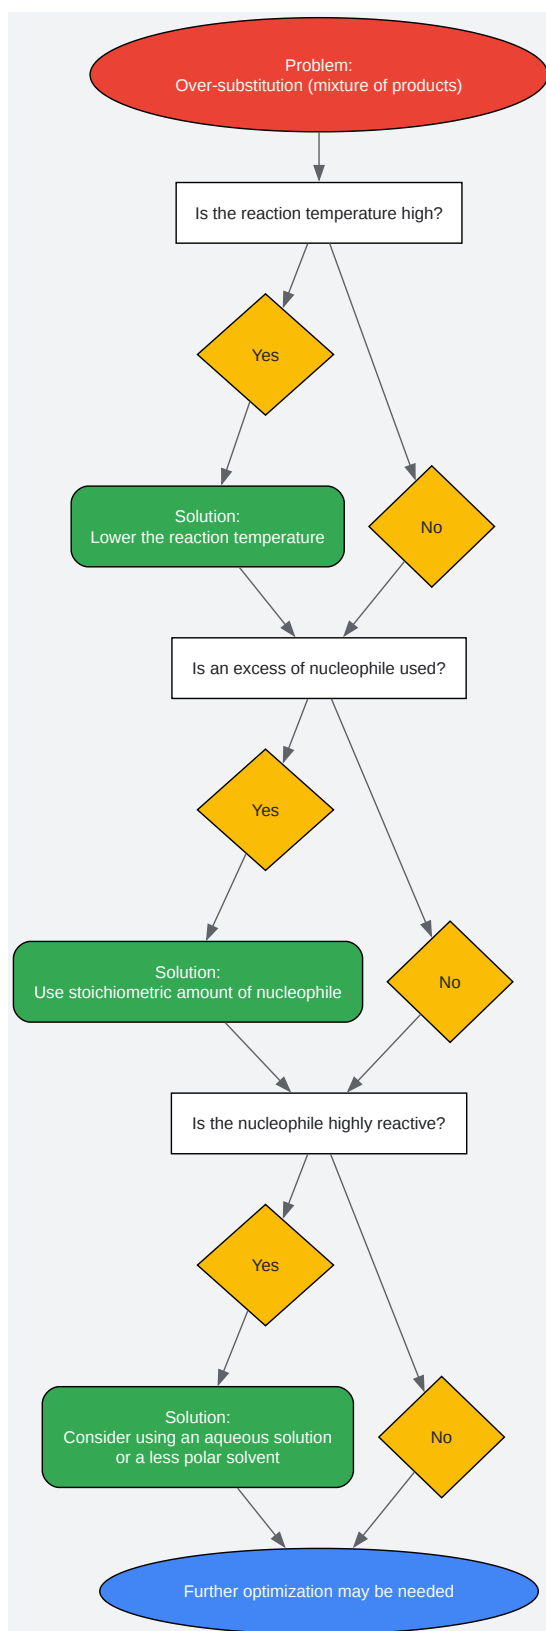 Problem:
Over-substitution (mixture of products)
Is the reaction temperature high?
Yes
Solution:
Lower the reaction temperature
No
Is an excess of nucleophile used?
Yes
Solution:
Use stoichiometric amount of nucleophile
No
Is the nucleophile highly reactive?
Yes
Solution:
Consider using an aqueous solution
or a less polar solvent
No
Further optimization may be needed